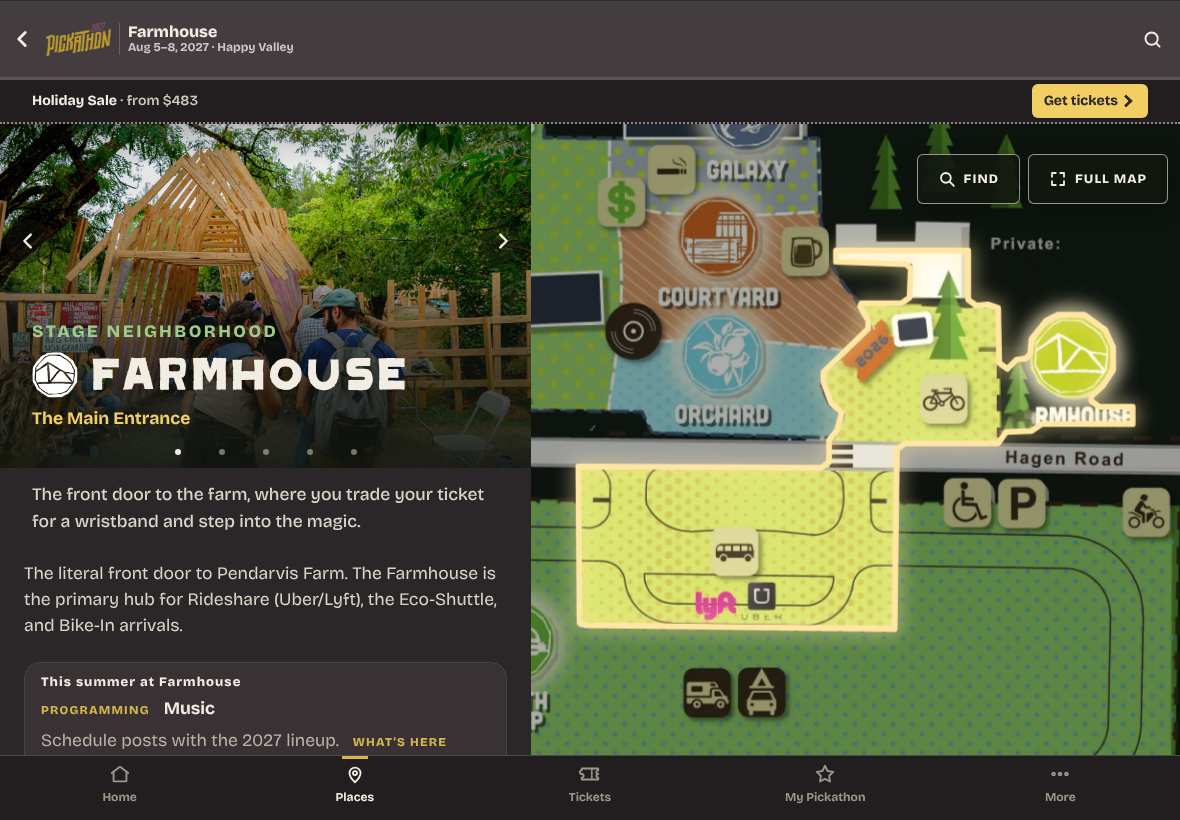 PICKATHON
Farmhouse
Aug 5–8, 2027 · Happy Valley
Holiday Sale · from $483
Get tickets
STAGE NEIGHBORHOOD
FARMHOUSE
The Main Entrance
The front door to the farm, where you trade your ticket
for a wristband and step into the magic.
The literal front door to Pendarvis Farm. The Farmhouse is
the primary hub for Rideshare (Uber/Lyft), the Eco-Shuttle,
and Bike-In arrivals.
This summer at Farmhouse
PROGRAMMING Music
Schedule posts with the 2027 lineup. WHAT'S HERE
FIND
FULL MAP
GALAXY
Private:
$
COURTYARD
2026
ORCHARD
RMHOUSE
Hagen Road
P
lyft
U
UBER
Home
Places
Tickets
My Pickathon
More